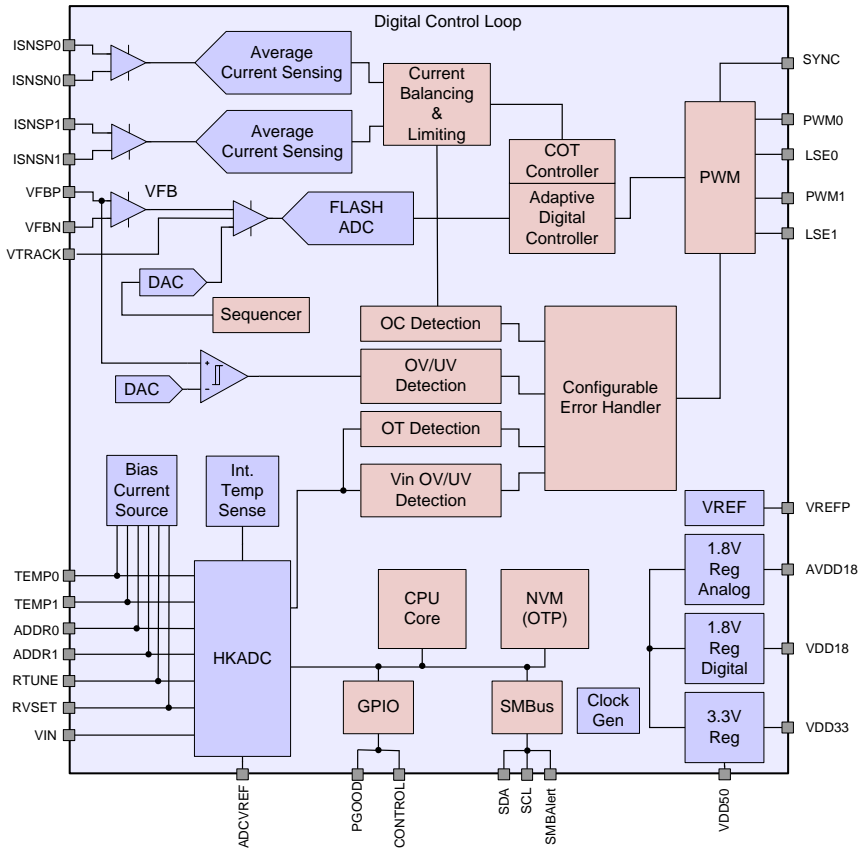 Digital Control Loop
ISNSP0
ISNSN0
Average
Current Sensing
Current
Balancing
&
Limiting
SYNC
ISNSP1
ISNSN1
Average
Current Sensing
COT
Controller
Adaptive
Digital
Controller
PWM
PWM0
LSE0
PWM1
LSE1
VFBP
VFB
VFBN
VTRACK
FLASH
ADC
DAC
Sequencer
OC Detection
DAC
+
-
OV/UV
Detection
Configurable
Error Handler
OT Detection
Vin OV/UV
Detection
Bias
Current
Source
Int.
Temp
Sense
VREF
VREFP
1.8V
Reg
Analog
AVDD18
TEMP0
TEMP1
ADDR0
ADDR1
RTUNE
RVSET
VIN
HKADC
CPU
Core
NVM
(OTP)
1.8V
Reg
Digital
VDD18
GPIO
SMBus
Clock
Gen
3.3V
Reg
VDD33
ADCVREF
PGOOD
CONTROL
SDA
SCL
SMBAlert
VDD50